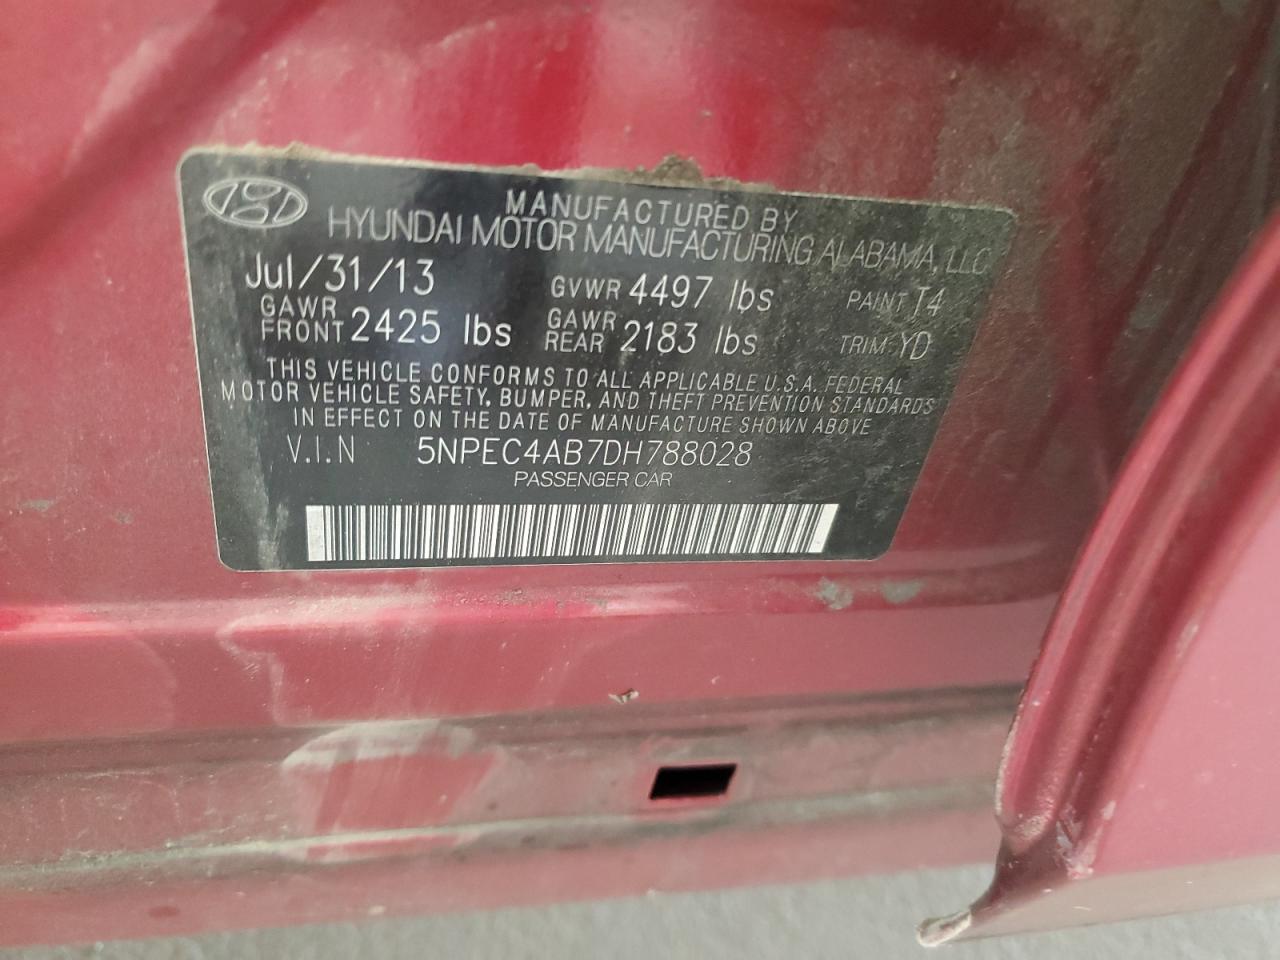 MANUFACTURED BY
HYUNDAI MOTOR MANUFACTURING ALABAMA, LLC
Jul/31/13 GVWR 4497 lbs PAINT T4
GAWR FRONT 2425 lbs GAWR REAR 2183 lbs TRIM YD
THIS VEHICLE CONFORMS TO ALL APPLICABLE U.S.A. FEDERAL
MOTOR VEHICLE SAFETY, BUMPER, AND THEFT PREVENTION STANDARDS
IN EFFECT ON THE DATE OF MANUFACTURE SHOWN ABOVE
V.I.N 5NPEC4AB7DH788028
PASSENGER CAR